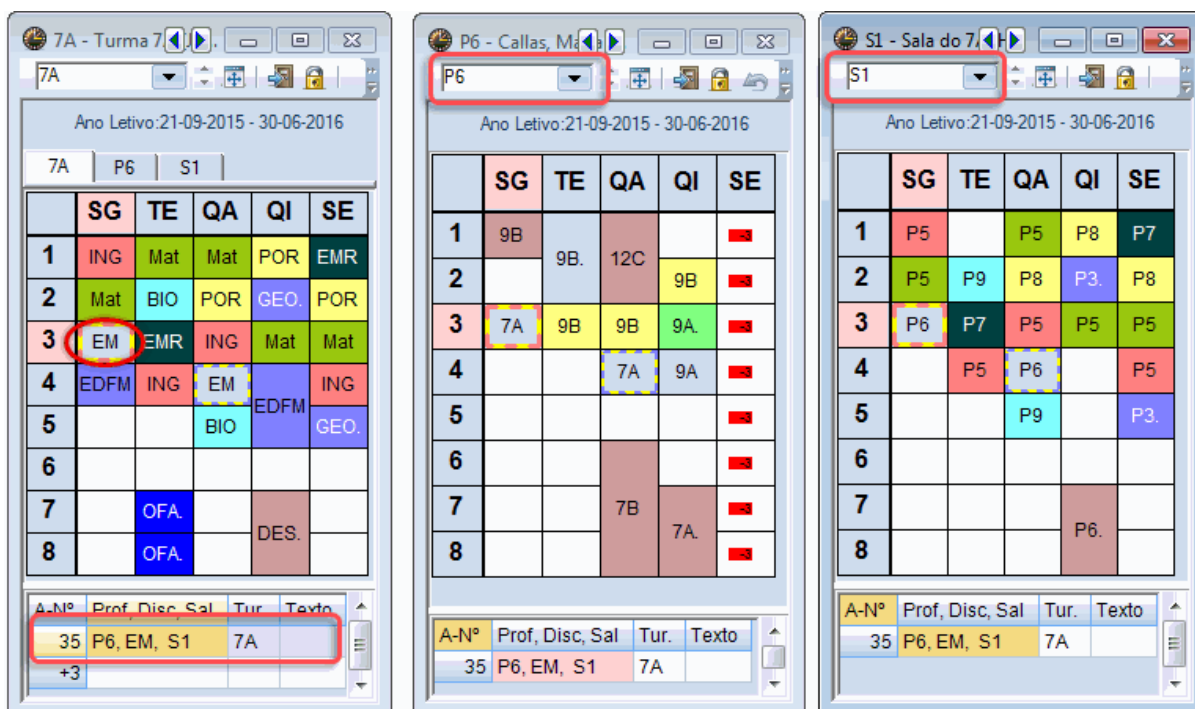 7A - Turma 7
7A
Ano Letivo:21-09-2015 - 30-06-2016
7A P6 S1
SG TE QA QI SE
1 ING Mat Mat POR EMR
2 Mat BIO POR GEO. POR
3 EM EMR ING Mat Mat
4 EDFM ING EM EDFM ING
5 BIO GEO.
6
7 OFA. DES.
8 OFA.
A-Nº Prof, Disc, Sal Tur. Texto
35 P6, EM, S1 7A
+3
P6 - Callas, Ma
P6
Ano Letivo:21-09-2015 - 30-06-2016
SG TE QA QI SE
1 9B 9B. 12C -3
2 9B -3
3 7A 9B 9B 9A. -3
4 7A 9A -3
5 -3
6 -3
7 7B 7A. -3
8 -3
A-Nº Prof, Disc, Sal Tur. Texto
35 P6, EM, S1 7A
S1 - Sala do 7
S1
Ano Letivo:21-09-2015 - 30-06-2016
SG TE QA QI SE
1 P5 P5 P8 P7
2 P5 P9 P8 P3. P8
3 P6 P7 P5 P5 P5
4 P5 P6 P5
5 P9 P3.
6
7 P6.
8
A-Nº Prof, Disc, Sal Tur. Texto
35 P6, EM, S1 7A